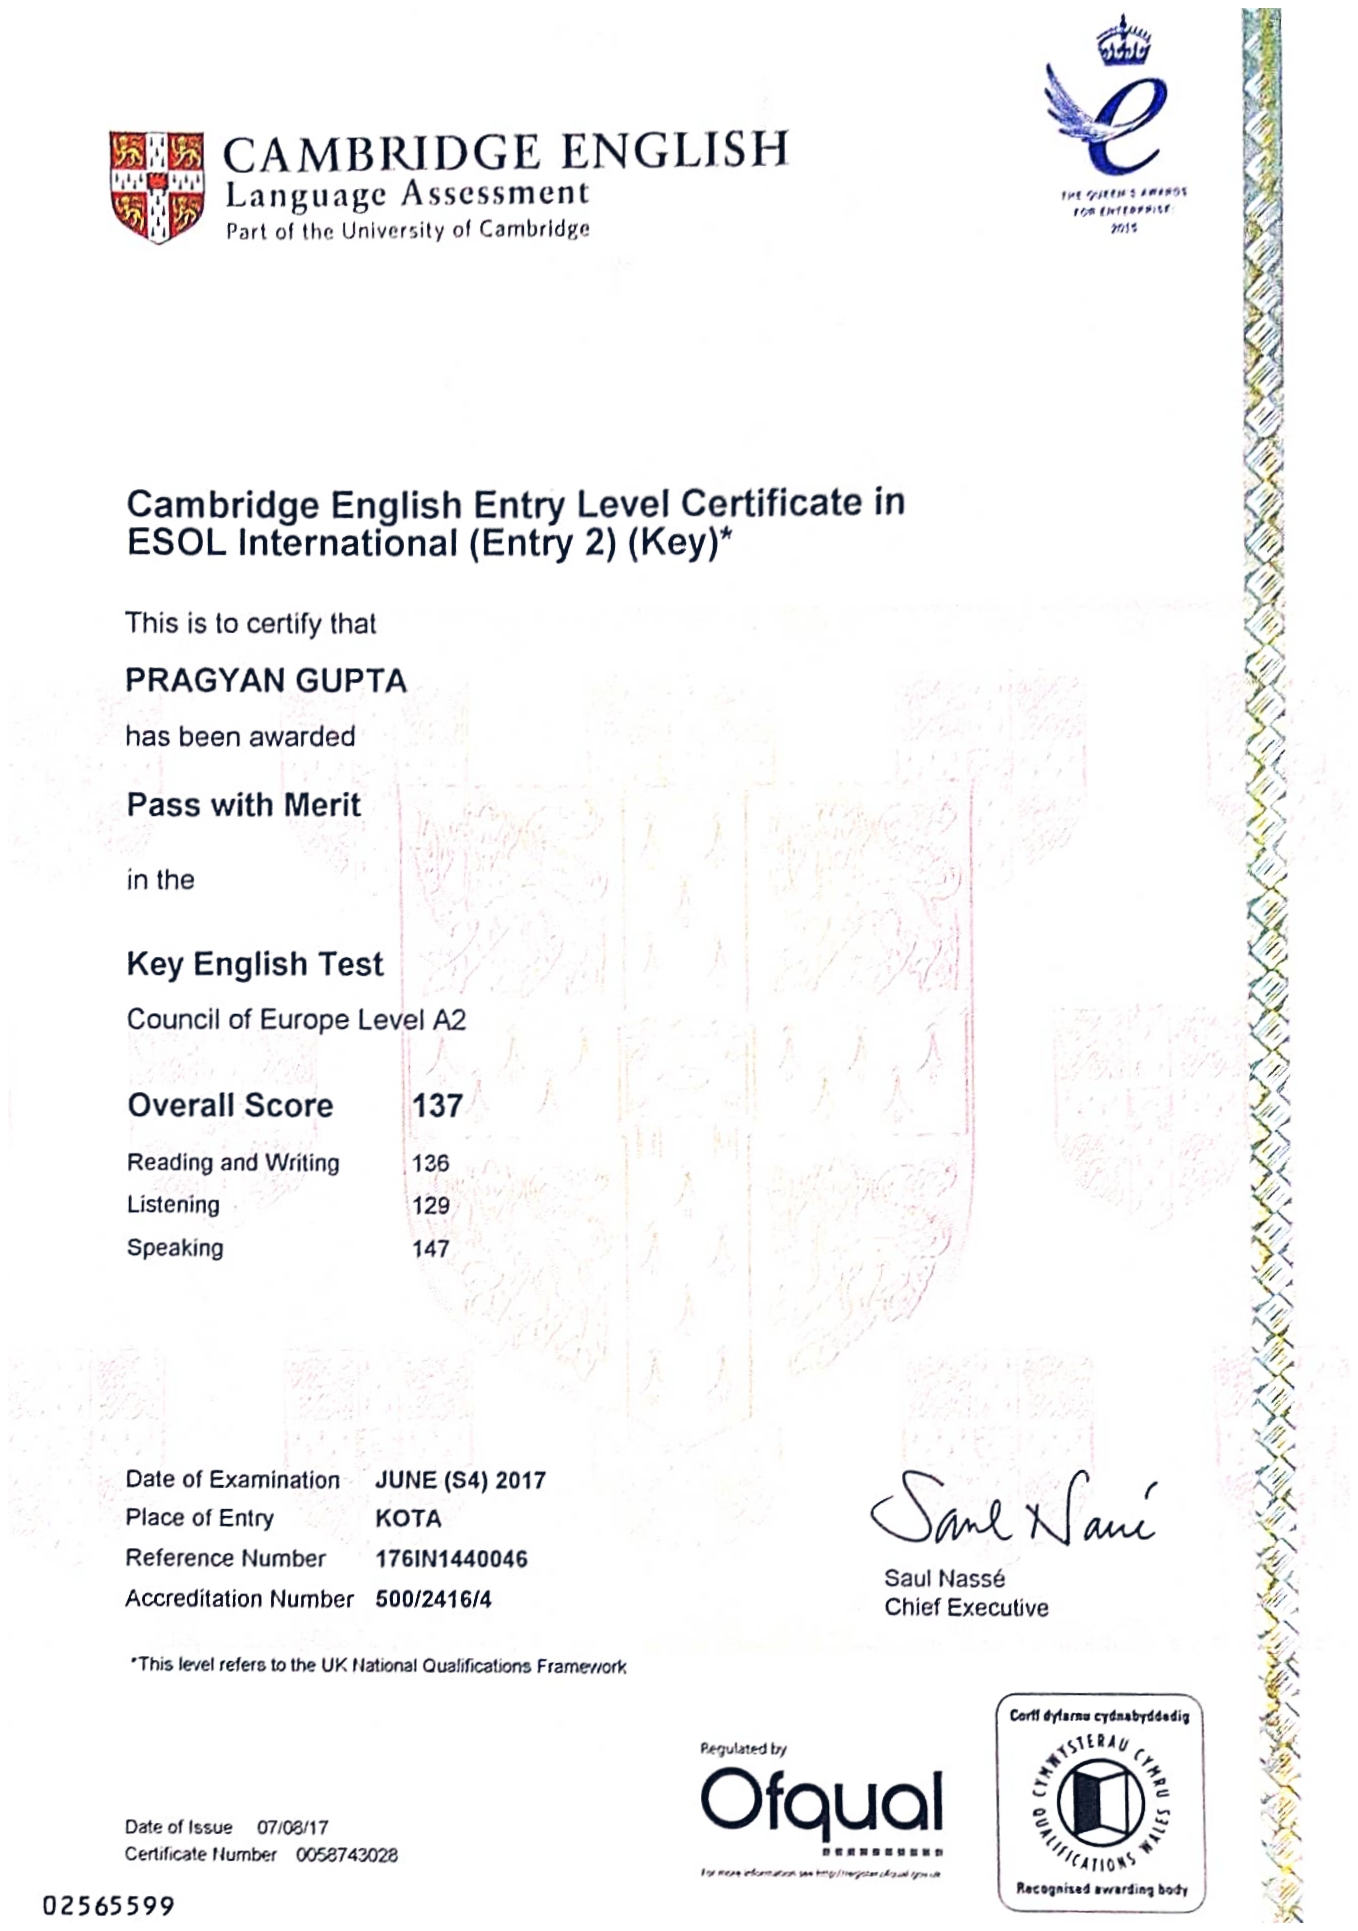 CAMBRIDGE ENGLISH
Language Assessment
Part of the University of Cambridge
THE QUEEN'S AWARDS
FOR ENTERPRISE:
2015
Cambridge English Entry Level Certificate in
ESOL International (Entry 2) (Key)*
This is to certify that
PRAGYAN GUPTA
has been awarded
Pass with Merit
in the
Key English Test
Council of Europe Level A2
Overall Score 137
Reading and Writing 136
Listening 129
Speaking 147
Date of Examination JUNE (S4) 2017
Place of Entry KOTA
Reference Number 176IN1440046
Accreditation Number 500/2416/4
Saul Nassé
Saul Nassé
Chief Executive
*This level refers to the UK National Qualifications Framework
Regulated by
Ofqual
For more information see http://register.ofqual.gov.uk
Corff dyfarnu cydnabyddedig
CYMWYSTERAU CYMRU
QUALIFICATIONS WALES
Recognised awarding body
Date of Issue 07/08/17
Certificate Number 0058743028
02565599